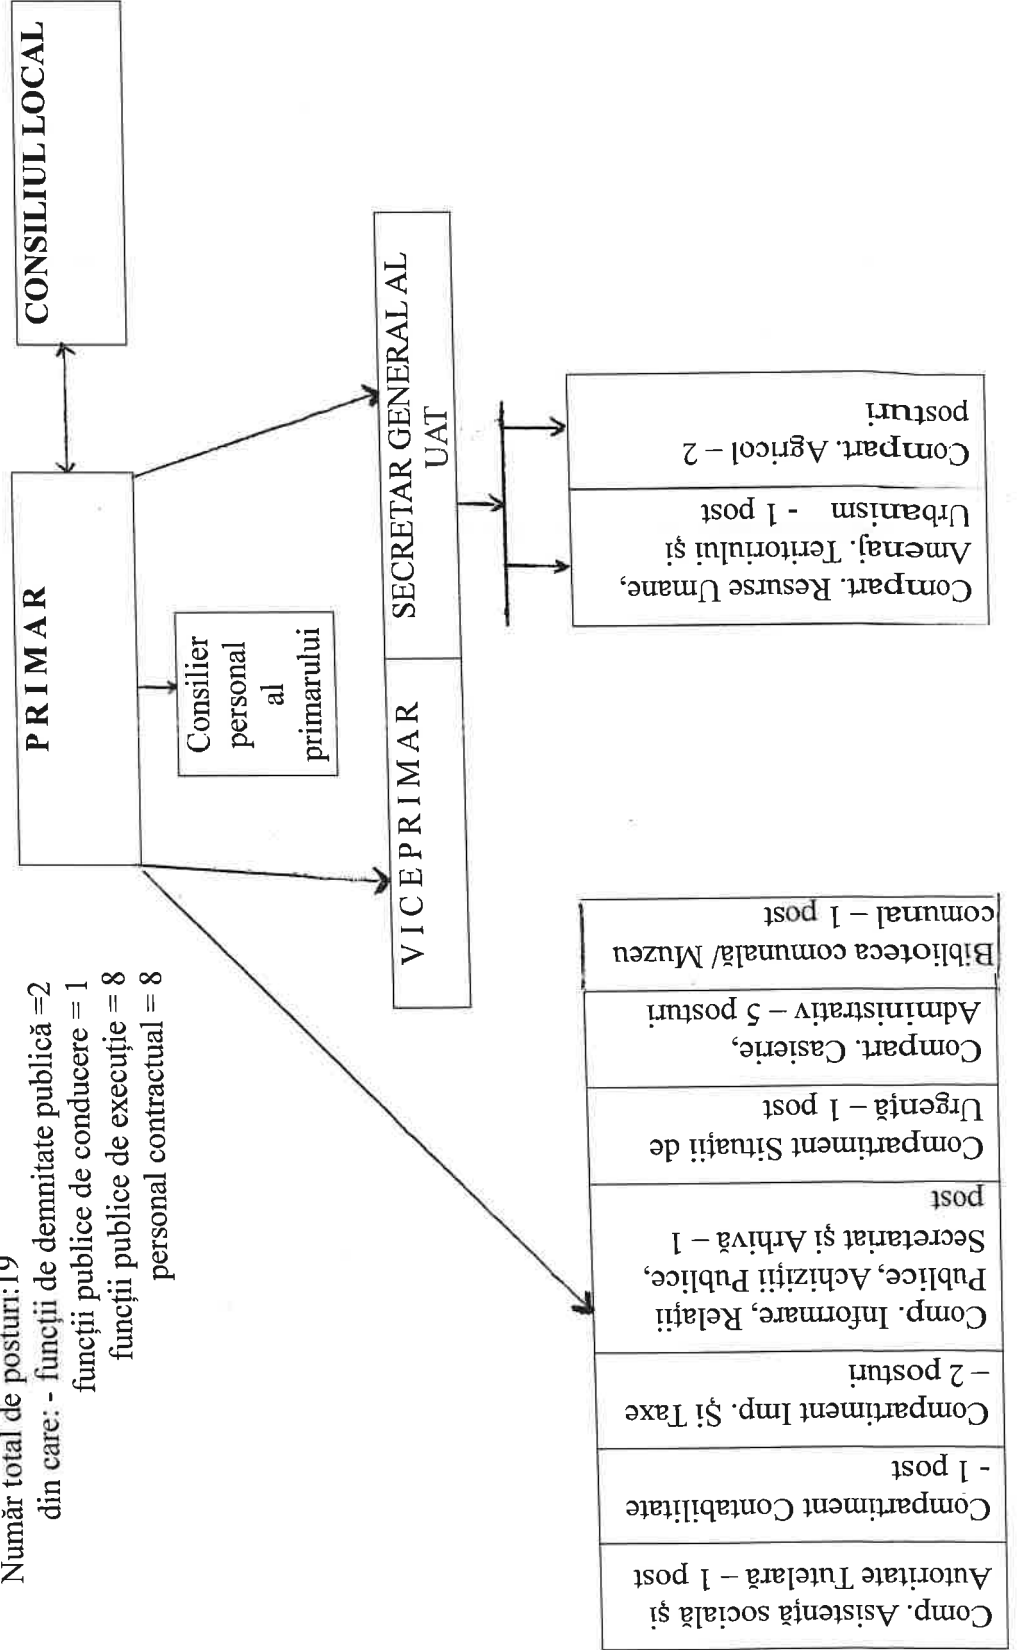 Număr total de posturi:19
din care: - funcții de demnitate publică =2
funcții publice de conducere = 1
funcții publice de execuție = 8
personal contractual = 8
PRIMAR
CONSILIUL LOCAL
Consilier
personal
al
primarului
VICEPRIMAR
SECRETAR GENERAL AL
UAT
Comp. Asistență socială și
Autoritate Tutelară – 1 post
Compartiment Contabilitate
- 1 post
Compartiment Imp. Și Taxe
– 2 posturi
Comp. Informare, Relații
Publice, Achiziții Publice,
Secretariat și Arhivă – 1
post
Compartiment Situații de
Urgență – 1 post
Compart. Casierie,
Administrativ – 5 posturi
Biblioteca comunală/ Muzeu
comunal – 1 post
Compart. Resurse Umane,
Amenaj. Teritoriului și
Urbanism - 1 post
Compart. Agricol – 2
posturi